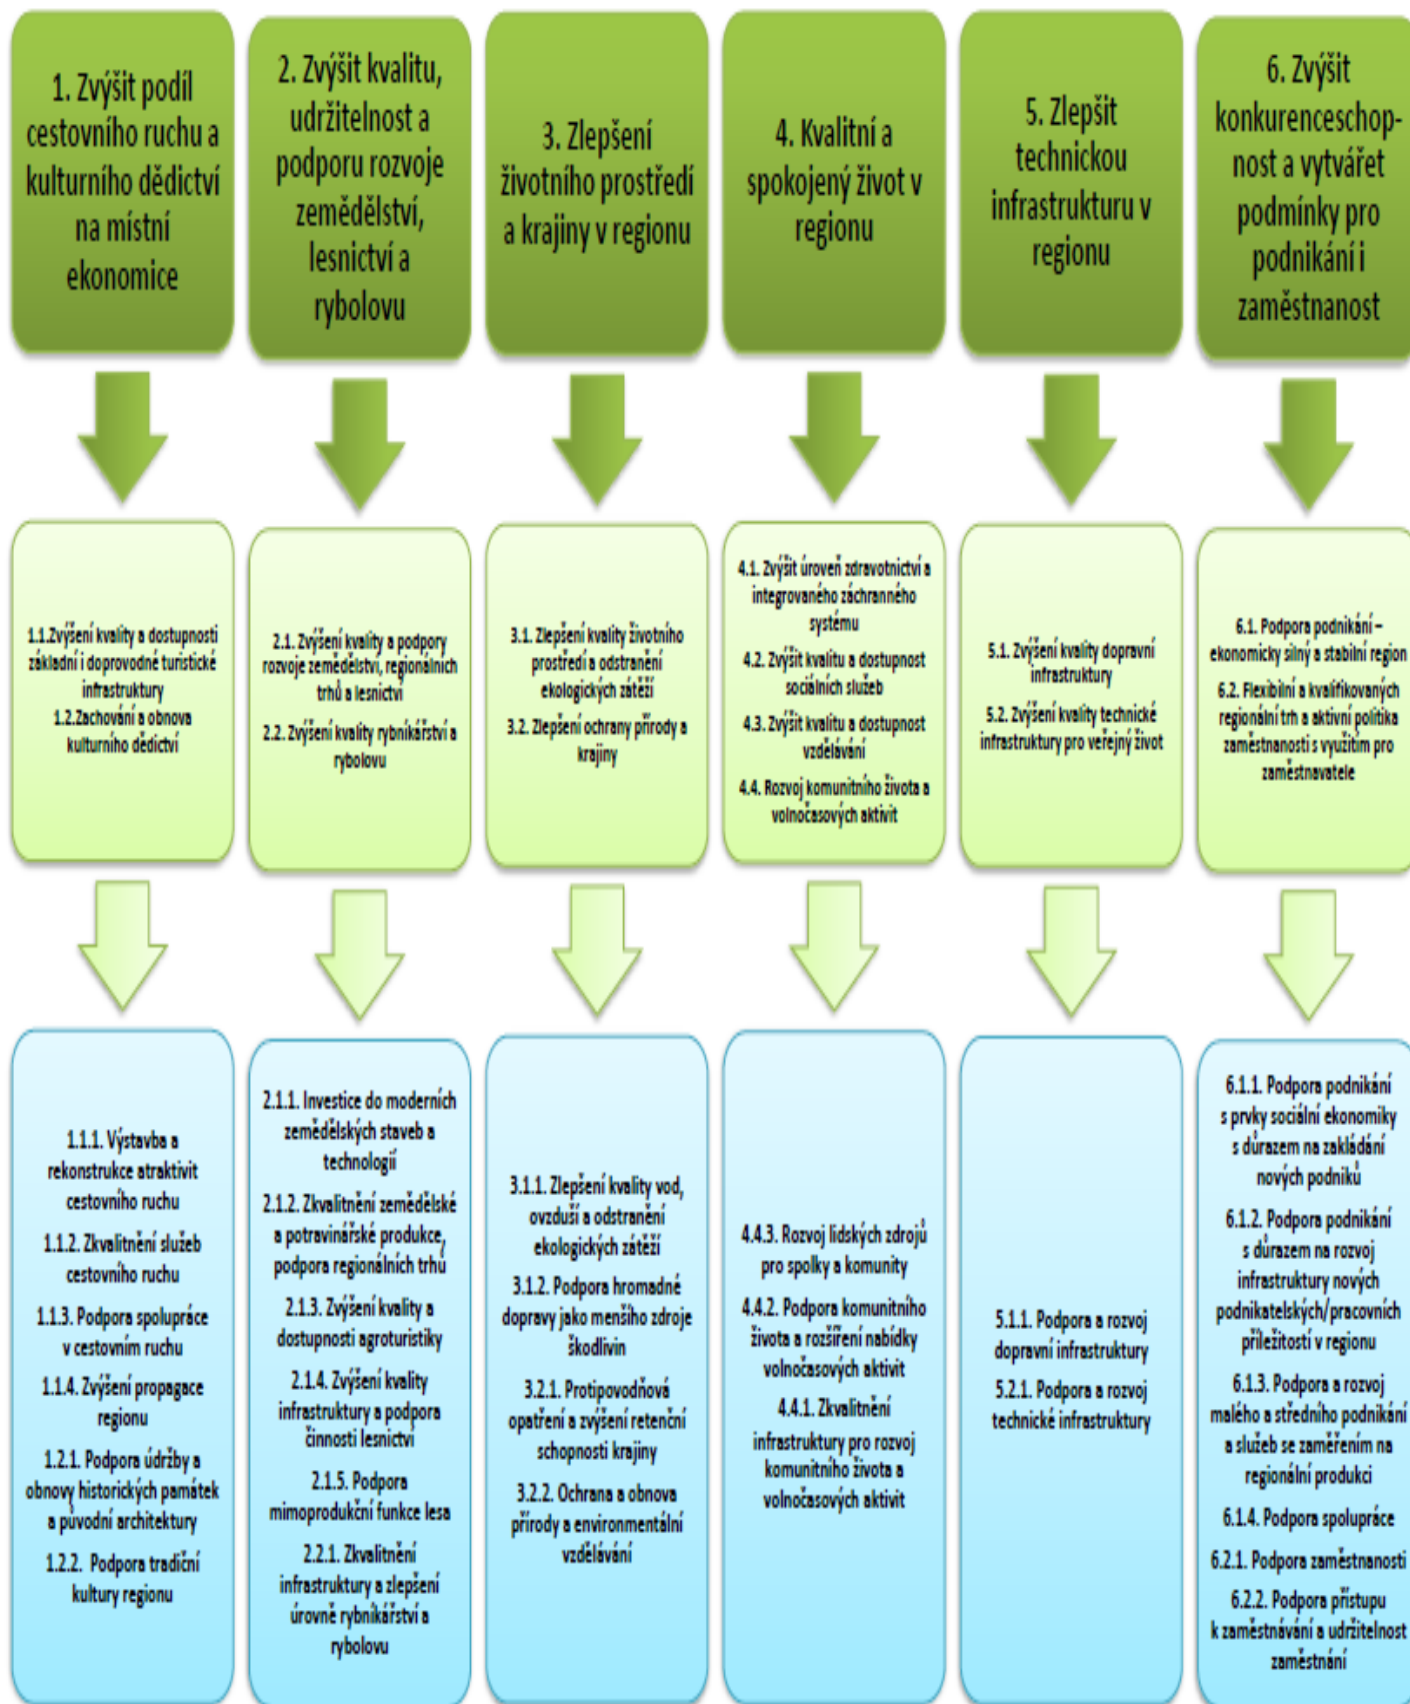 1. Zvýšit podíl
cestovního ruchu a
kulturního dědictví
na místní
ekonomice
2. Zvýšit kvalitu,
udržitelnost a
podporu rozvoje
zemědělství,
lesnictví a
rybolovu
3. Zlepšení
životního prostředí
a krajiny v regionu
4. Kvalitní a
spokojený život v
regionu
5. Zlepšit
technickou
infrastrukturu v
regionu
6. Zvýšit
konkurenceschop-
nost a vytvářet
podmínky pro
podnikání i
zaměstnanost
1.1.Zvýšení kvality a dostupnosti
základní i doprovodné turistické
infrastruktury
1.2.Zachování a obnova
kulturního dědictví
2.1. Zvýšení kvality a podpory
rozvoje zemědělství, regionálních
trhů a lesnictví
2.2. Zvýšení kvality rybníkářství a
rybolovu
3.1. Zlepšení kvality životního
prostředí a odstranění
ekologických zátěží
3.2. Zlepšení ochrany přírody a
krajiny
4.1. Zvýšit úroveň zdravotnictví a
integrovaného záchranného
systému
4.2. Zvýšit kvalitu a dostupnost
sociálních služeb
4.3. Zvýšit kvalitu a dostupnost
vzdělávání
4.4. Rozvoj komunitního života a
volnočasových aktivit
5.1. Zvýšení kvality dopravní
infrastruktury
5.2. Zvýšení kvality technické
infrastruktury pro veřejný život
6.1. Podpora podnikání –
ekonomicky silný a stabilní region
6.2. Flexibilní a kvalifikovaných
regionální trh a aktivní politika
zaměstnanosti s využitím pro
zaměstnavatele
1.1.1. Výstavba a
rekonstrukce atraktivit
cestovního ruchu
1.1.2. Zkvalitnění služeb
cestovního ruchu
1.1.3. Podpora spolupráce
v cestovním ruchu
1.1.4. Zvýšení propagace
regionu
1.2.1. Podpora údržby a
obnovy historických památek
a původní architektury
1.2.2. Podpora tradiční
kultury regionu
2.1.1. Investice do moderních
zemědělských staveb a
technologií
2.1.2. Zkvalitnění zemědělské
a potravinářské produkce,
podpora regionálních trhů
2.1.3. Zvýšení kvality a
dostupnosti agroturistiky
2.1.4. Zvýšení kvality
infrastruktury a podpora
činnosti lesnictví
2.1.5. Podpora
mimoprodukční funkce lesa
2.2.1. Zkvalitnění
infrastruktury a zlepšení
úrovně rybníkářství a
rybolovu
3.1.1. Zlepšení kvality vod,
ovzduší a odstranění
ekologických zátěží
3.1.2. Podpora hromadné
dopravy jako menšího zdroje
škodlivin
3.2.1. Protipovodňová
opatření a zvýšení retenční
schopnosti krajiny
3.2.2. Ochrana a obnova
přírody a environmentální
vzdělávání
4.4.3. Rozvoj lidských zdrojů
pro spolky a komunity
4.4.2. Podpora komunitního
života a rozšíření nabídky
volnočasových aktivit
4.4.1. Zkvalitnění
infrastruktury pro rozvoj
komunitního života a
volnočasových aktivit
5.1.1. Podpora a rozvoj
dopravní infrastruktury
5.2.1. Podpora a rozvoj
technické infrastruktury
6.1.1. Podpora podnikání
s prvky sociální ekonomiky
s důrazem na zakládání
nových podniků
6.1.2. Podpora podnikání
s důrazem na rozvoj
infrastruktury nových
podnikatelských/pracovních
příležitostí v regionu
6.1.3. Podpora a rozvoj
malého a středního podnikání
a služeb se zaměřením na
regionální produkci
6.1.4. Podpora spolupráce
6.2.1. Podpora zaměstnanosti
6.2.2. Podpora přístupu
k zaměstnávání a udržitelnost
zaměstnání